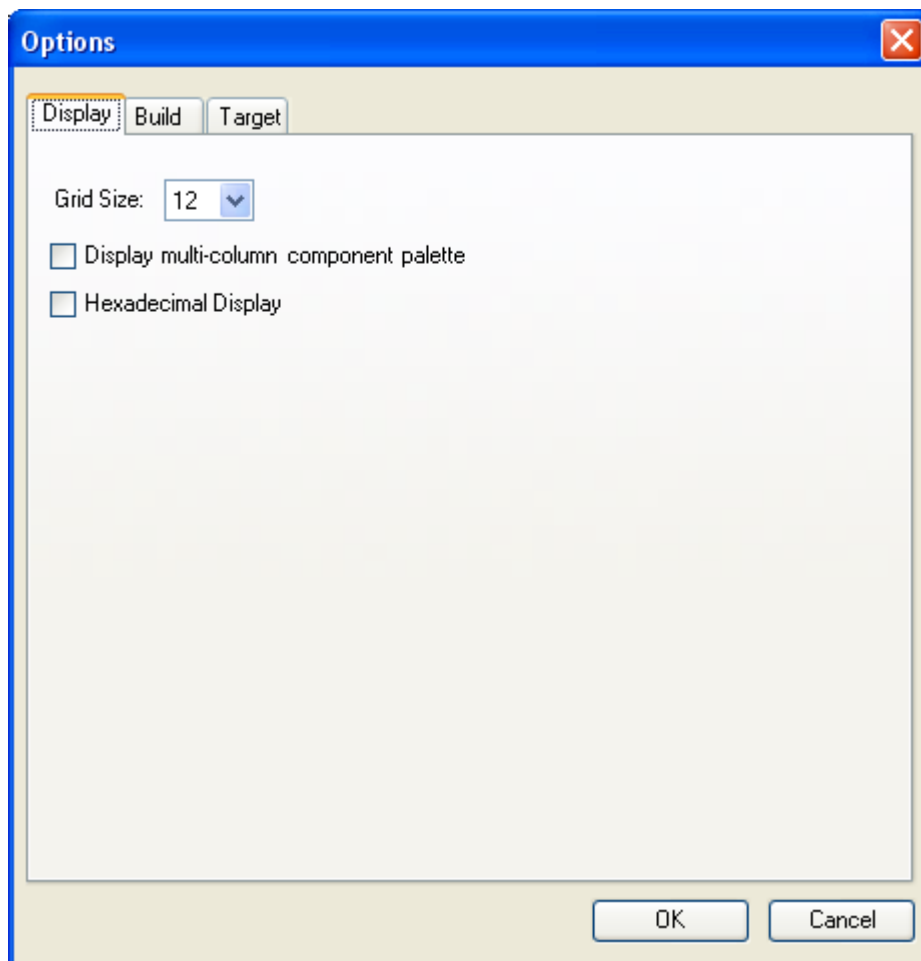 Options
Display Build Target
Grid Size: 12
Display multi-column component palette
Hexadecimal Display
OK Cancel